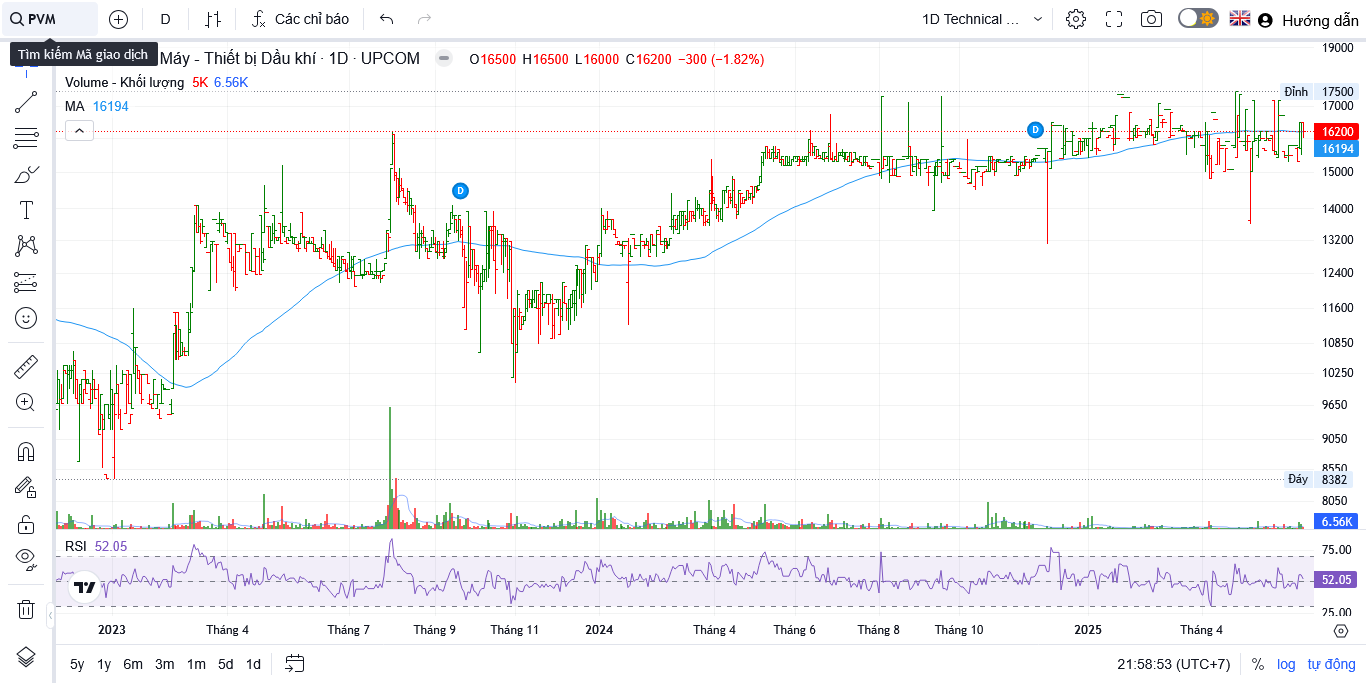 PVM D Các chỉ báo 1D Technical ... Hướng dẫn
Tìm kiếm Mã giao dịch
Máy - Thiết bị Dầu khí · 1D · UPCOM O16500 H16500 L16000 C16200 −300 (−1.82%)
Volume - Khối lượng 5K 6.56K
MA 16194
19000
Đỉnh 17500
17000
D
16200
16194
15000
D
14000
13200
12400
11600
10850
10250
9650
9050
8550
Đáy 8382
8050
6.56K
RSI 52.05
75.00
52.05
25.00
2023 Tháng 4 Tháng 7 Tháng 9 Tháng 11 2024 Tháng 4 Tháng 6 Tháng 8 Tháng 10 2025 Tháng 4
5y 1y 6m 3m 1m 5d 1d 21:58:53 (UTC+7) % log tự động